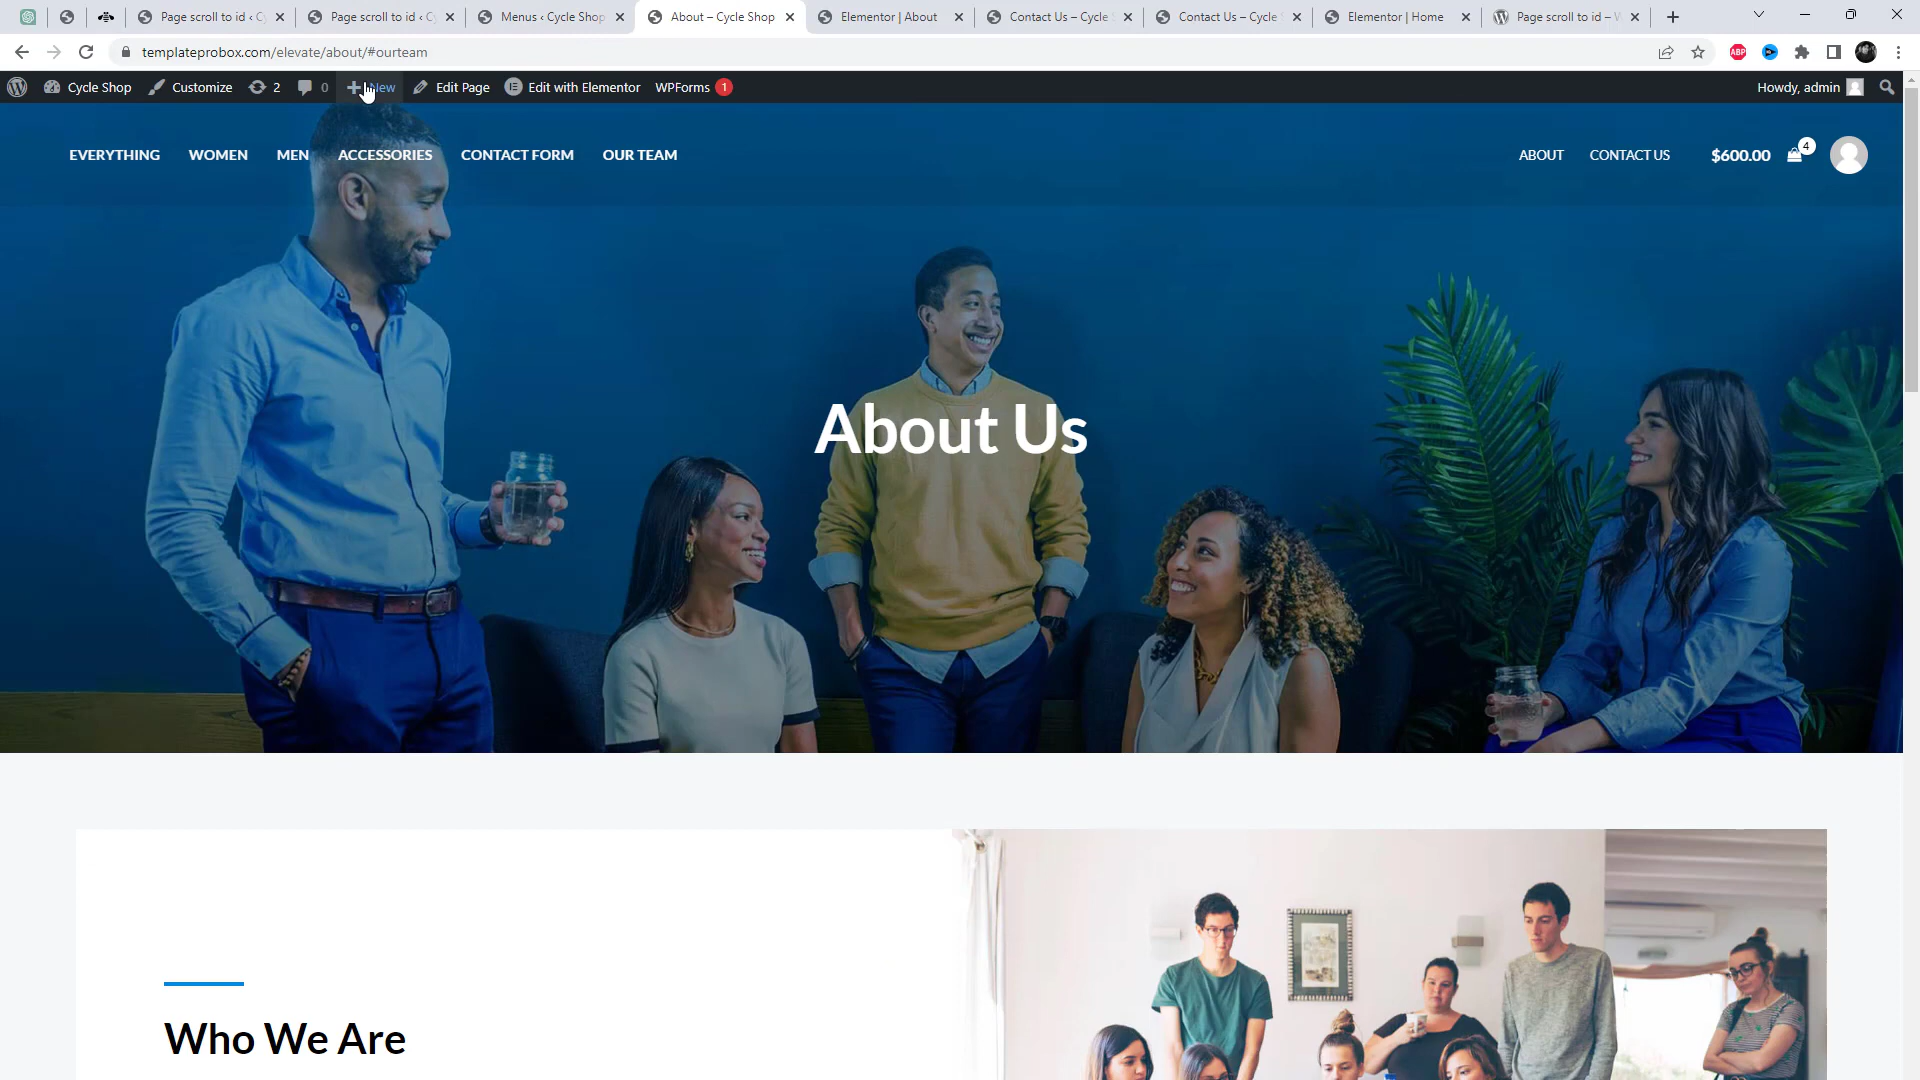 Page scroll to id ‹ Cy
Page scroll to id ‹ Cy
Menus ‹ Cycle Shop
About – Cycle Shop
Elementor | About
Contact Us – Cycle
Contact Us – Cycle
Elementor | Home
Page scroll to id – W
templateprobox.com/elevate/about/#ourteam
ABP
Cycle Shop
Customize
2
0
New
Edit Page
Edit with Elementor
WPForms 1
Howdy, admin
EVERYTHING
WOMEN
MEN
ACCESSORIES
CONTACT FORM
OUR TEAM
ABOUT
CONTACT US
$600.00
4
About Us
Who We Are